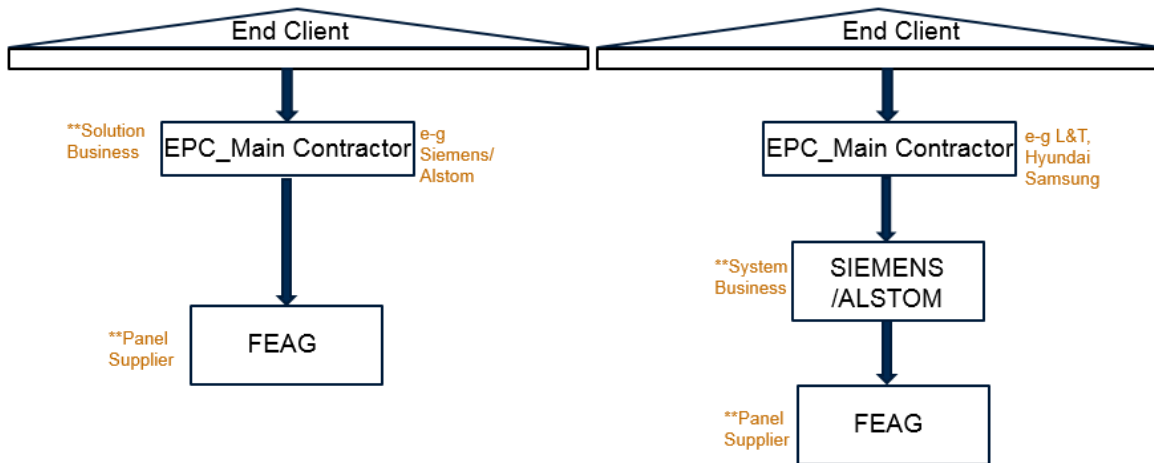 End Client
**Solution
Business
EPC_Main Contractor
e-g
Siemens/
Alstom
**Panel
Supplier
FEAG
End Client
EPC_Main Contractor
e-g L&T,
Hyundai
Samsung
**System
Business
SIEMENS
/ALSTOM
**Panel
Supplier
FEAG